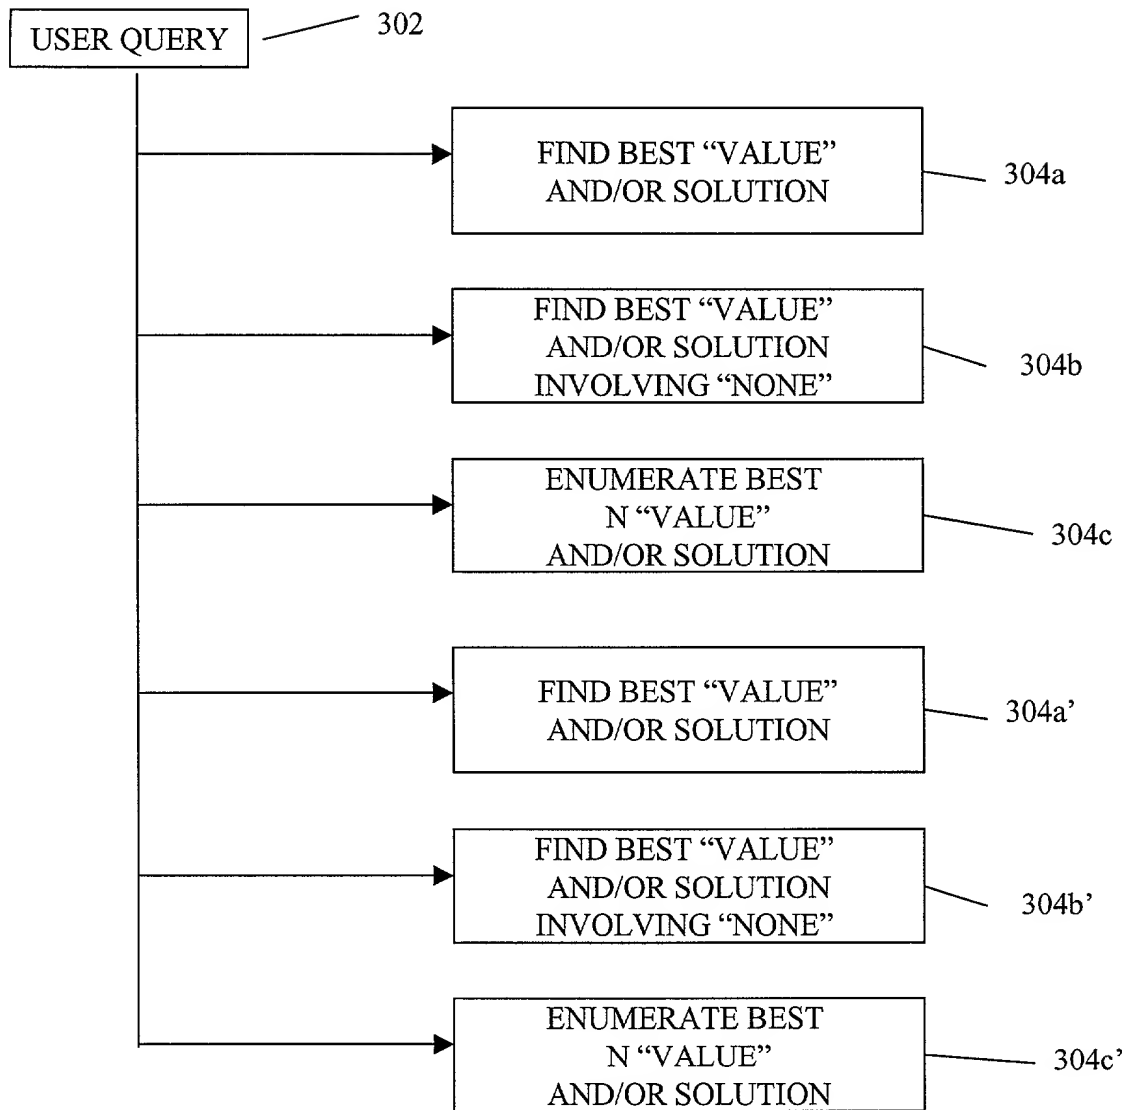 USER QUERY
302
FIND BEST “VALUE”
AND/OR SOLUTION
304a
FIND BEST “VALUE”
AND/OR SOLUTION
INVOLVING “NONE”
304b
ENUMERATE BEST
N “VALUE”
AND/OR SOLUTION
304c
FIND BEST “VALUE”
AND/OR SOLUTION
304a’
FIND BEST “VALUE”
AND/OR SOLUTION
INVOLVING “NONE”
304b’
ENUMERATE BEST
N “VALUE”
AND/OR SOLUTION
304c’